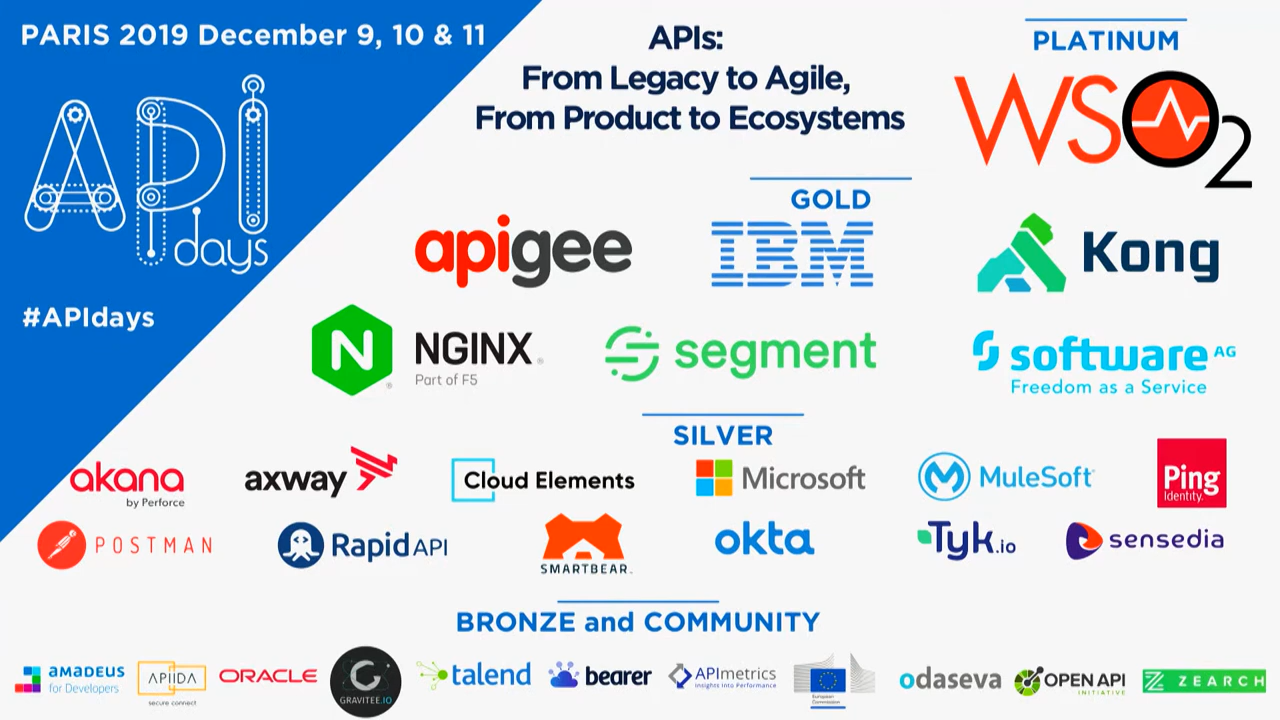 PARIS 2019 December 9, 10 & 11
API
days
#APIdays
APIs:
From Legacy to Agile,
From Product to Ecosystems
PLATINUM
WSO2
GOLD
apigee
IBM
Kong
N
NGINX®
Part of F5
segment
software AG
Freedom as a Service
SILVER
akana
by Perforce
axway
Cloud Elements
Microsoft
MuleSoft
Ping
Identity.
POSTMAN
RapidAPI
SMARTBEAR
okta
Tyk.io
sensedia
BRONZE and COMMUNITY
amadeus
for Developers
APIIDA
secure connect
ORACLE
GRAVITEE.IO
talend
bearer
APImetrics
Insights into Performance
European
Commission
odaseva
OPEN API
INITIATIVE
Z ZEARCH